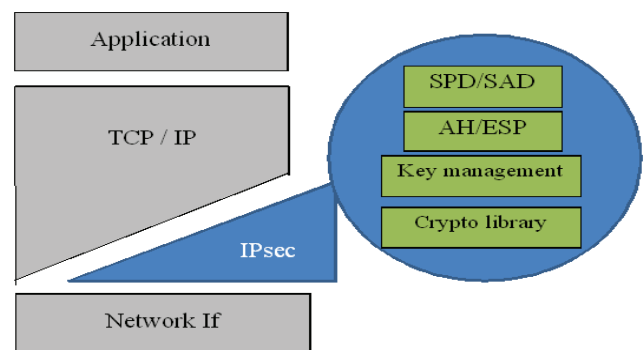 Application
TCP / IP
IPsec
Network If
SPD/SAD
AH/ESP
Key management
Crypto library